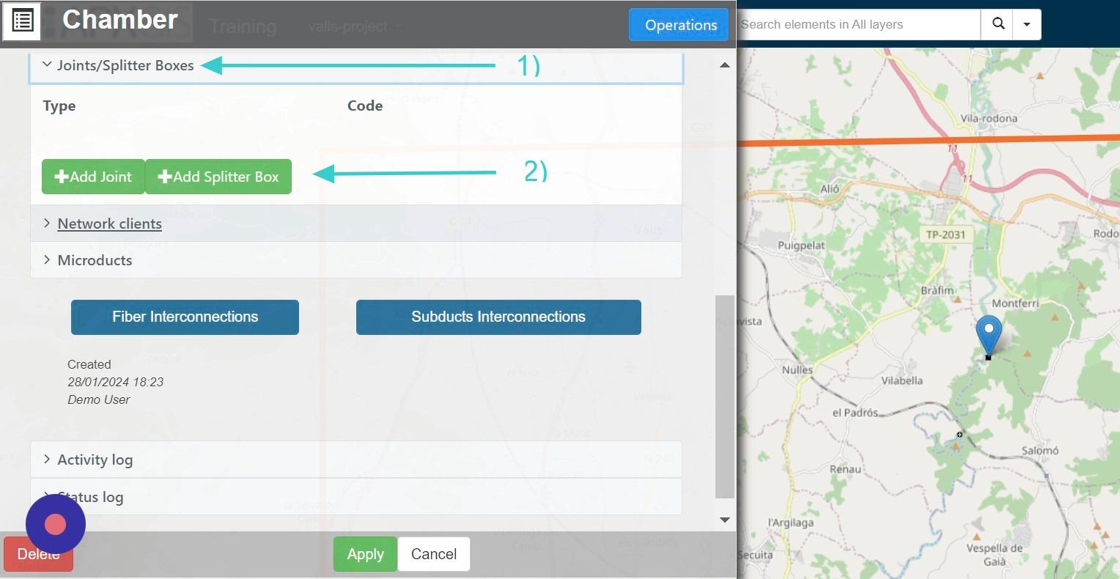 Chamber
Training
valls-project
Operations
Search elements in All layers
Joints/Splitter Boxes
1)
Type
Code
Add Joint
Add Splitter Box
2)
Network clients
Microducts
Fiber Interconnections
Subducts Interconnections
Created
28/01/2024 18:23
Demo User
Activity log
Status log
Delete
Apply
Cancel
Vila-rodona
10
11
Alió
TP-2031
Rodo
Puigpelat
Bràfim
Montferri
vista
Nulles
Vilabella
el Padrós
Salomó
Renau
l'Argilaga
Secuita
Vespella de
Gaià